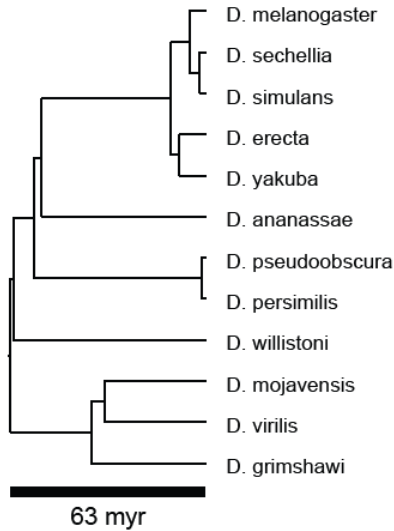 D. melanogaster
D. sechellia
D. simulans
D. erecta
D. yakuba
D. ananassae
D. pseudoobscura
D. persimilis
D. willistoni
D. mojavensis
D. virilis
D. grimshawi
63 myr